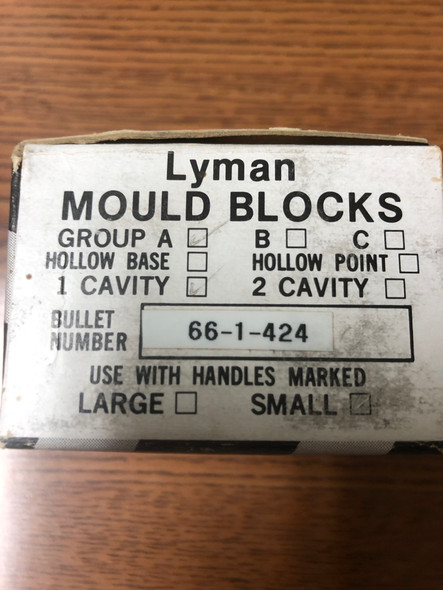 Lyman
MOULD BLOCKS
GROUP A ☐ B ☐ C ☐
HOLLOW BASE ☐ HOLLOW POINT ☐
1 CAVITY ☐ 2 CAVITY ☐
BULLET
NUMBER
66-1-424
USE WITH HANDLES MARKED
LARGE ☐ SMALL ☐